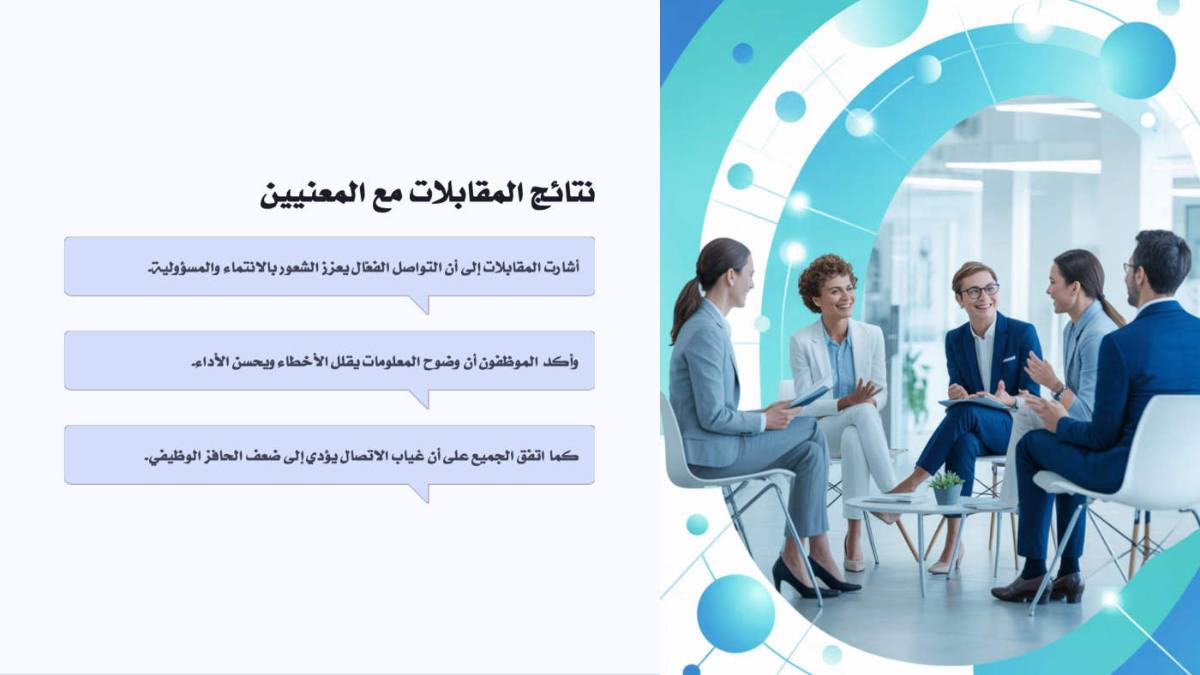 نتائج المقابلات مع المعنيين
أشارت المقابلات إلى أن التواصل الفعّال يعزز الشعور بالانتماء والمسؤولية.
وأكد الموظفون أن وضوح المعلومات يقلل الأخطاء ويحسن الأداء.
كما اتفق الجميع على أن غياب الاتصال يؤدي إلى ضعف الحافز الوظيفي.